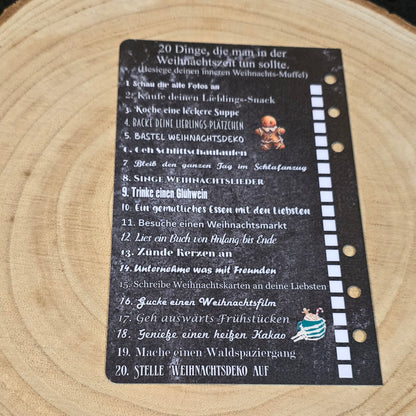 20 Dinge, die man in der
Weihnachtszeit tun sollte.
(Besiege deinen inneren Weihnachts-Muffel)
1. Schau dir alte Fotos an
2. Kaufe deinen Lieblings-Snack
3. Koche eine leckere Suppe
4. Backe deine Lieblings plätzchen
5. Bastel Weihnachtsdeko
6. Geh Schlittschuhlaufen
7 Bleib den ganzen Tag im Schlafanzug
8. Singe Weihnachtslieder
9. Trinke einen Glühwein
10. Ein gemütliches Essen mit den Liebsten
11. Besuche einen Weihnachtsmarkt
12. Lies ein Buch von Anfang bis Ende
13. Zünde Kerzen an
14. Unternehme was mit Freunden
15. Schreibe Weihnachtskarten an deine Liebsten
16. Gucke einen Weihnachtsfilm
17. Geh auswärts Frühstücken
18. Genieße einen heißen Kakao
19. Mache einen Waldspaziergang
20. Stelle Weihnachtsdeko auf